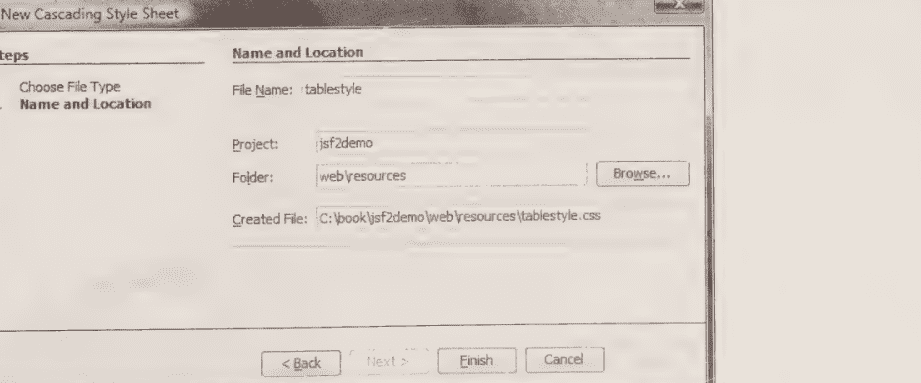 New Cascading Style Sheet
teps
Choose File Type
Name and Location
Name and Location
File Name: tablestyle
Project: jsf2demo
Folder: web\resources
Browse...
Created File: C:\book\jsf2demo\web\resources\tablestyle.css
< Back
Next >
Finish
Cancel